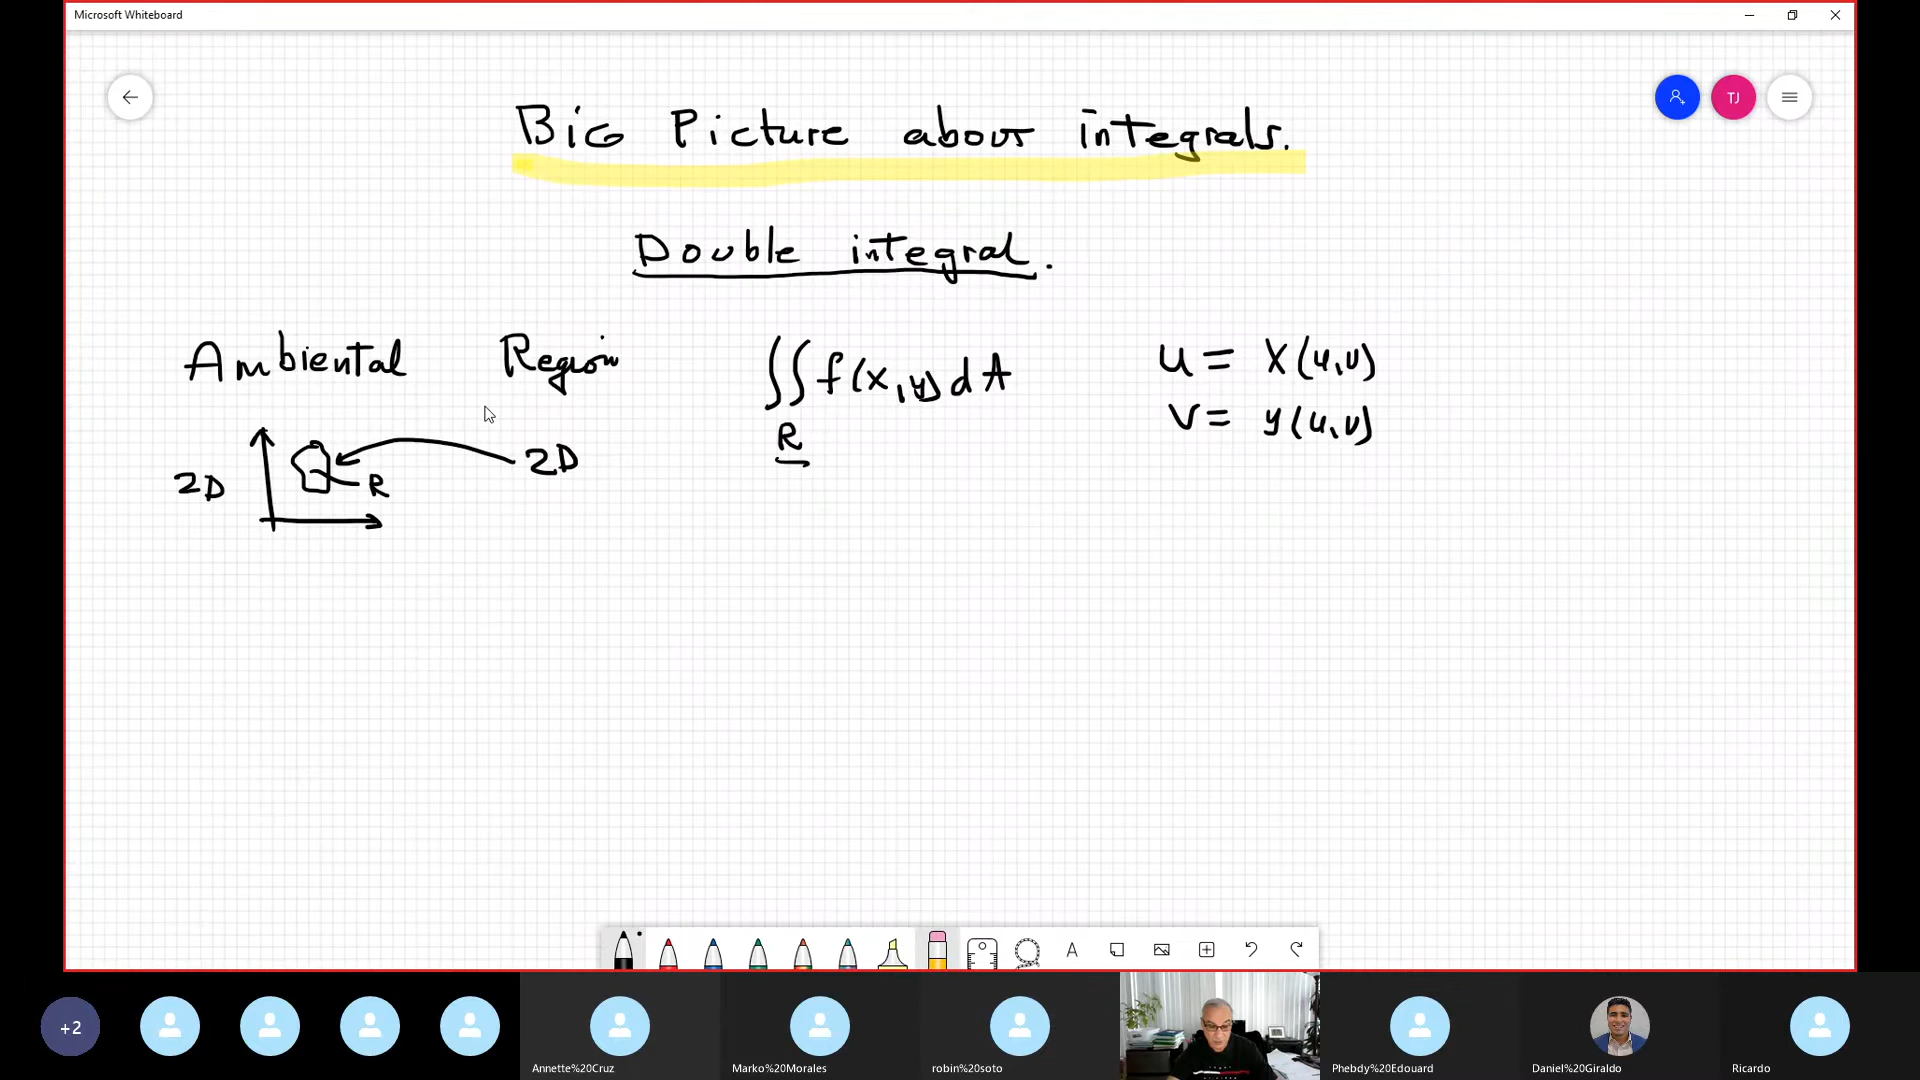 Microsoft Whiteboard
TJ
Big Picture about integrals.
Double integral.
Ambiental Region ∬ f(x,y) dA u = x(u,v)
R v = y(u,v)
2D R 2D
A
+2
Annette%20Cruz Marko%20Morales robin%20soto Phebdy%20Edouard Daniel%20Giraldo Ricardo